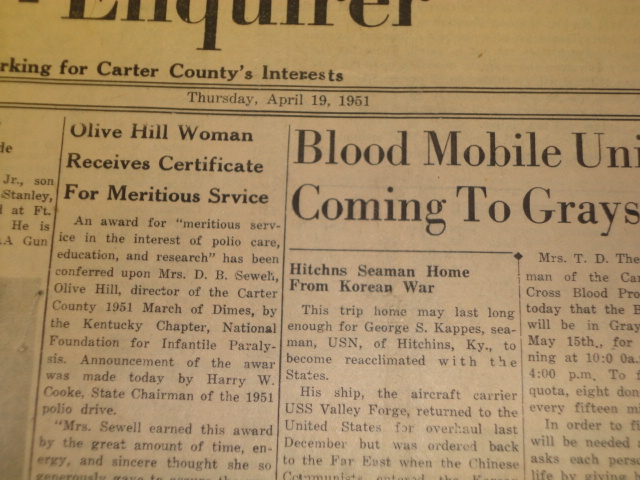 Enquirer
rking for Carter County's Interests
Thursday, April 19, 1951
Jr., son
Stanley,
at Ft.
He is
Gun
Olive Hill Woman
Receives Certificate
For Meritious Srvice
An award for "meritious serv-
ice in the interest of polio care,
education, and research" has been
conferred upon Mrs. D. B. Sewell,
Olive Hill, director of the Carter
County 1951 March of Dimes, by
the Kentucky Chapter, National
Foundation for Infantile Paraly-
sis. Announcement of the awar
was made today by Harry W.
Cooke, State Chairman of the 1951
polio drive.
"Mrs. Sewell earned this award
by the great amount of time, en-
ergy, and sincere thought she so
Blood Mobile Uni
Coming To Grays
Hitchns Seaman Home
From Korean War
This trip home may last long
enough for George S. Kappes, sea-
man, USN, of Hitchins, Ky., to
become reacclimated with the
States.
His ship, the aircraft carrier
USS Valley Forge, returned to the
United States for overhaul last
December but was ordered back
to the Far East when the Chinese
Communists entered the Korean
Mrs. T. D. The
man of the Car
Cross Blood Pro
today that the B
will be in Gray
May 15th., for
ning at 10:0 0a.
4:00 p.m. To f
quota, eight don
every fifteen m
In order to fi
will be needed
asks each pers
life by giving